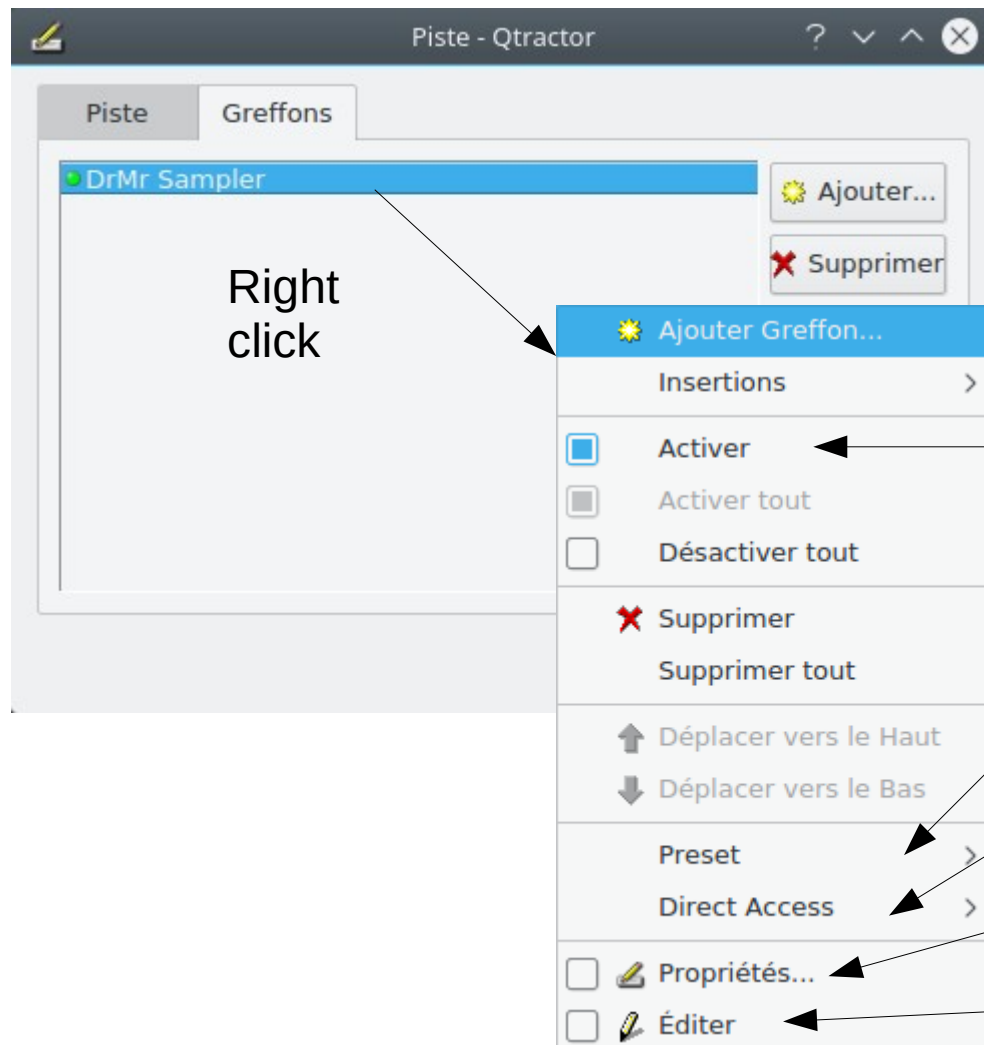 Piste - Qtractor
Piste
Greffons
DrMr Sampler
Ajouter...
Supprimer
Right
click
Ajouter Greffon...
Insertions
Activer
Activer tout
Désactiver tout
Supprimer
Supprimer tout
Déplacer vers le Haut
Déplacer vers le Bas
Preset
Direct Access
Propriétés...
Éditer